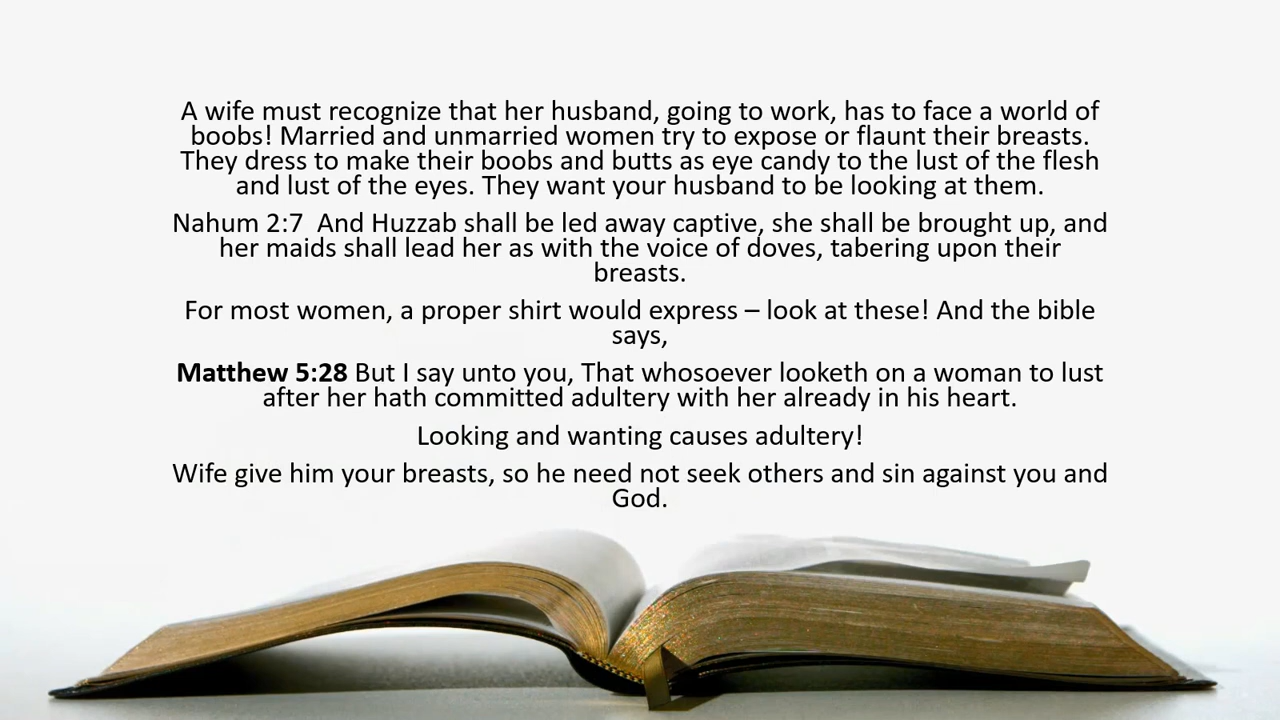 A wife must recognize that her husband, going to work, has to face a world of
boobs! Married and unmarried women try to expose or flaunt their breasts.
They dress to make their boobs and butts as eye candy to the lust of the flesh
and lust of the eyes. They want your husband to be looking at them.
Nahum 2:7  And Huzzab shall be led away captive, she shall be brought up, and
her maids shall lead her as with the voice of doves, tabering upon their
breasts.
For most women, a proper shirt would express – look at these! And the bible
says,
Matthew 5:28 But I say unto you, That whosoever looketh on a woman to lust
after her hath committed adultery with her already in his heart.
Looking and wanting causes adultery!
Wife give him your breasts, so he need not seek others and sin against you and
God.